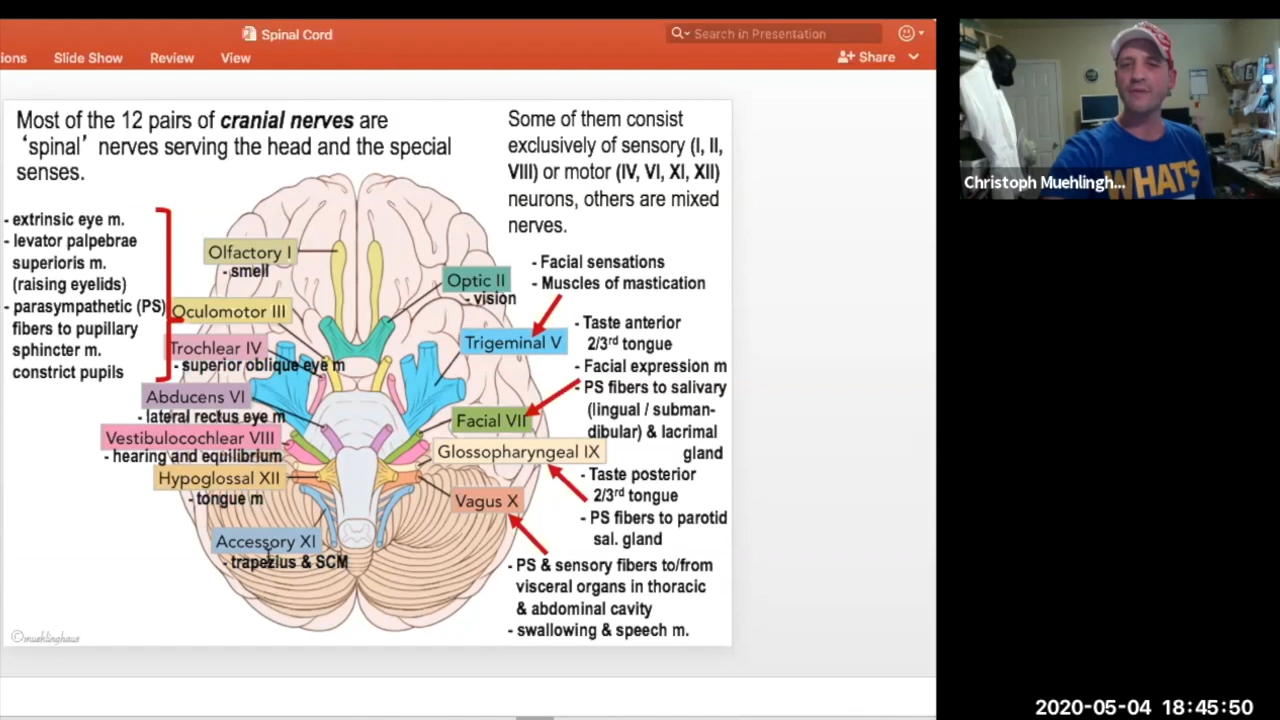 Spinal Cord
Search in Presentation
ions
Slide Show
Review
View
Share
Most of the 12 pairs of cranial nerves are
‘spinal’ nerves serving the head and the special
senses.
Some of them consist
exclusively of sensory (I, II,
VIII) or motor (IV, VI, XI, XII)
neurons, others are mixed
nerves.
- extrinsic eye m.
- levator palpebrae
superioris m.
(raising eyelids)
- parasympathetic (PS)
fibers to pupillary
sphincter m.
constrict pupils
Olfactory I
- smell
Oculomotor III
Trochlear IV
- superior oblique eye m
Abducens VI
- lateral rectus eye m
Vestibulocochlear VIII
- hearing and equilibrium
Hypoglossal XII
- tongue m
Accessory XI
- trapezius & SCM
Optic II
- vision
- Facial sensations
- Muscles of mastication
Trigeminal V
- Taste anterior
2/3rd tongue
- Facial expression m
- PS fibers to salivary
(lingual / subman-
dibular) & lacrimal
gland
Facial VII
Glossopharyngeal IX
- Taste posterior
2/3rd tongue
- PS fibers to parotid
sal. gland
Vagus X
- PS & sensory fibers to/from
visceral organs in thoracic
& abdominal cavity
- swallowing & speech m.
©muehlinghaus
Christoph Muehlingh...
WHAT'S
2020-05-04 18:45:50